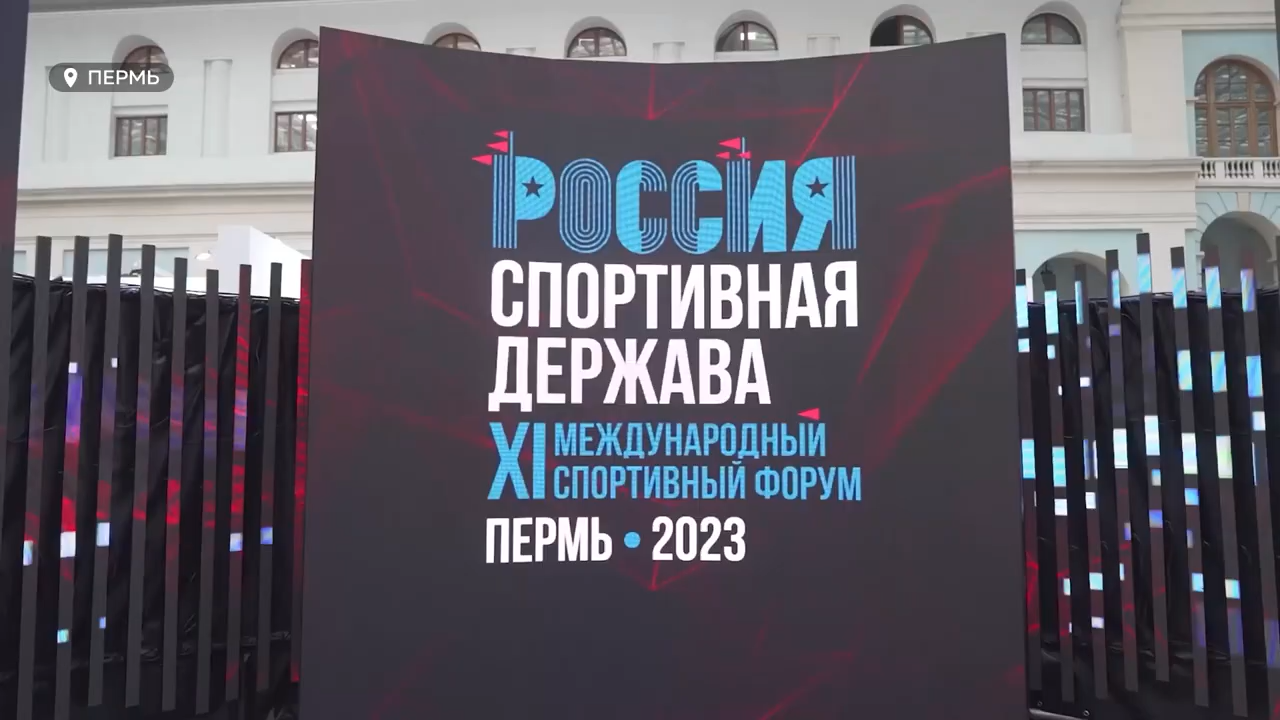 ПЕРМЬ
РОССИЯ
СПОРТИВНАЯ
ДЕРЖАВА
XI МЕЖДУНАРОДНЫЙ
СПОРТИВНЫЙ ФОРУМ
ПЕРМЬ • 2023